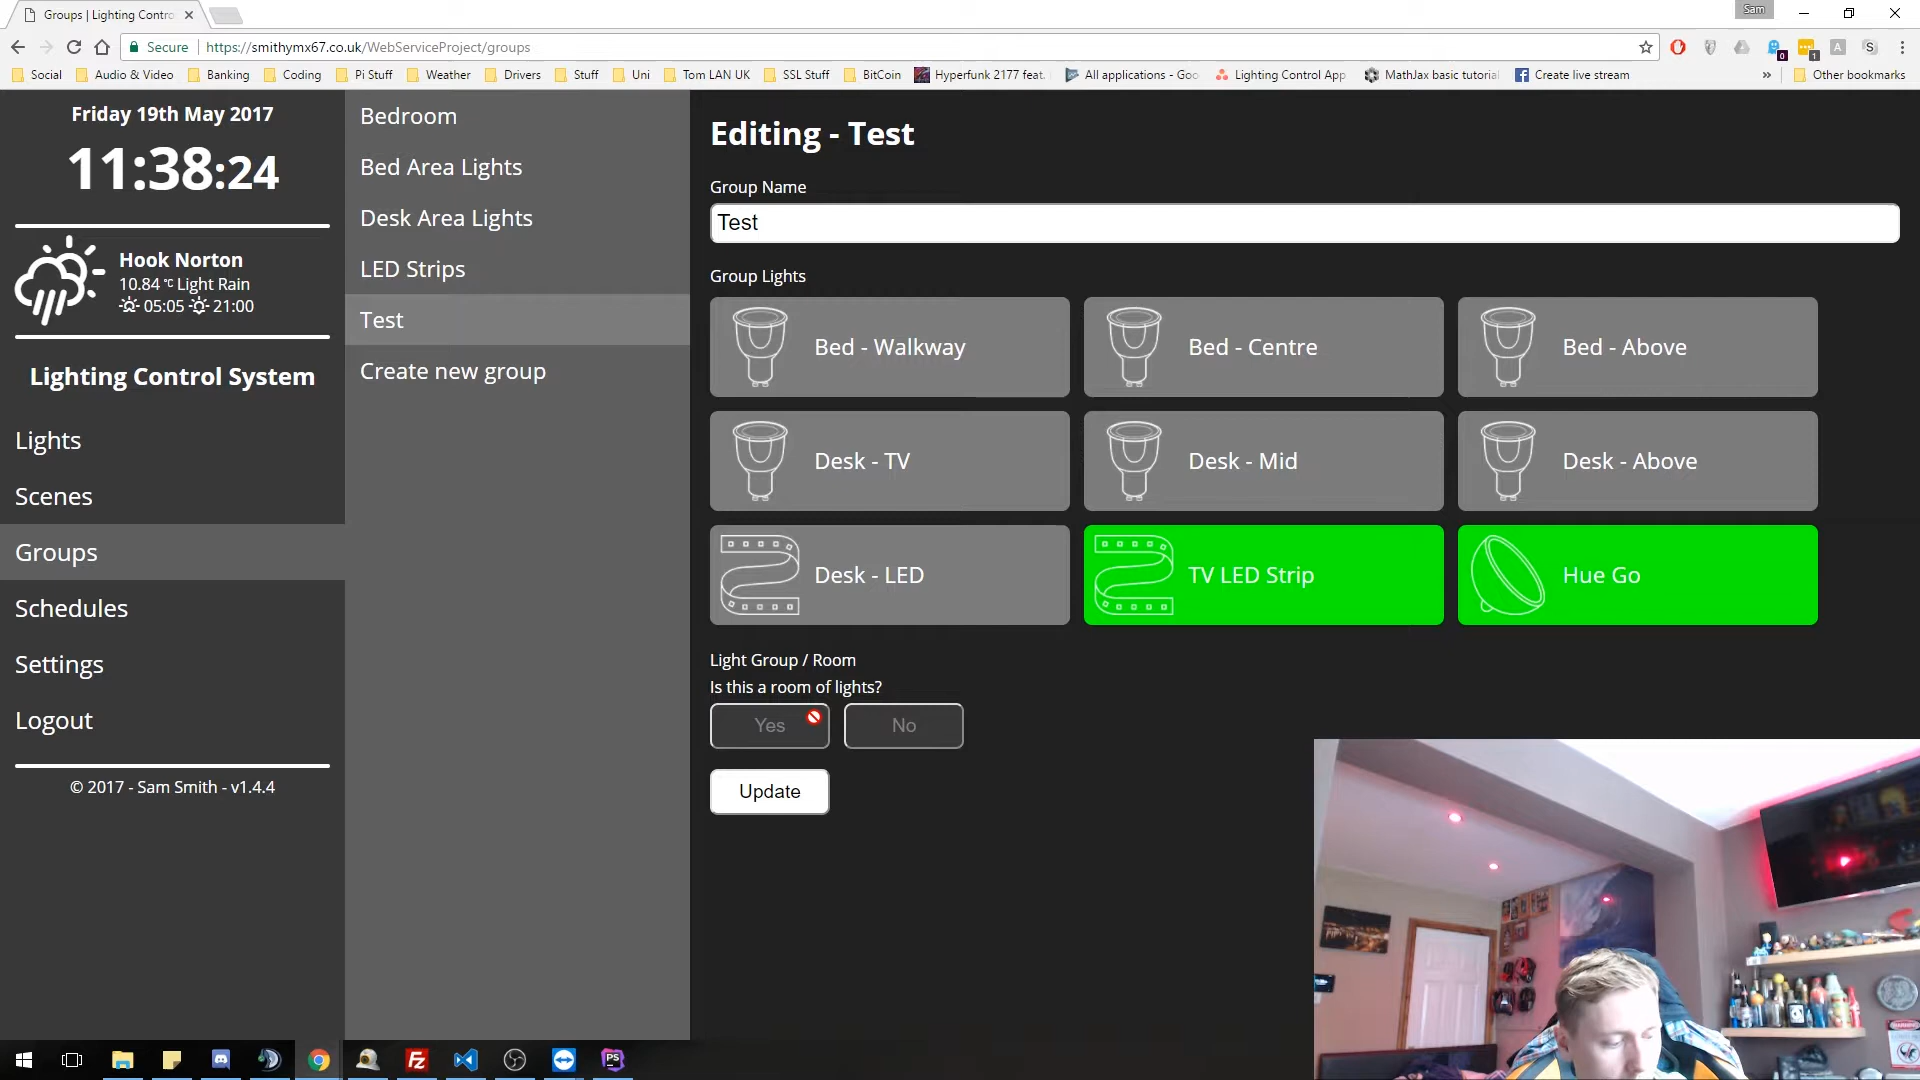 Groups | Lighting Contro
Sam
Secure
https://smithymx67.co.uk/WebServiceProject/groups
Social
Audio & Video
Banking
Coding
Pi Stuff
Weather
Drivers
Stuff
Uni
Tom LAN UK
SSL Stuff
BitCoin
Hyperfunk 2177 feat.
All applications - Goo
Lighting Control App
MathJax basic tutoria
Create live stream
»
Other bookmarks
Friday 19th May 2017
11:38:24
Hook Norton
10.84 °C Light Rain
05:05 21:00
Lighting Control System
Lights
Scenes
Groups
Schedules
Settings
Logout
© 2017 - Sam Smith - v1.4.4
Bedroom
Bed Area Lights
Desk Area Lights
LED Strips
Test
Create new group
Editing - Test
Group Name
Test
Group Lights
Bed - Walkway
Bed - Centre
Bed - Above
Desk - TV
Desk - Mid
Desk - Above
Desk - LED
TV LED Strip
Hue Go
Light Group / Room
Is this a room of lights?
Yes
No
Update